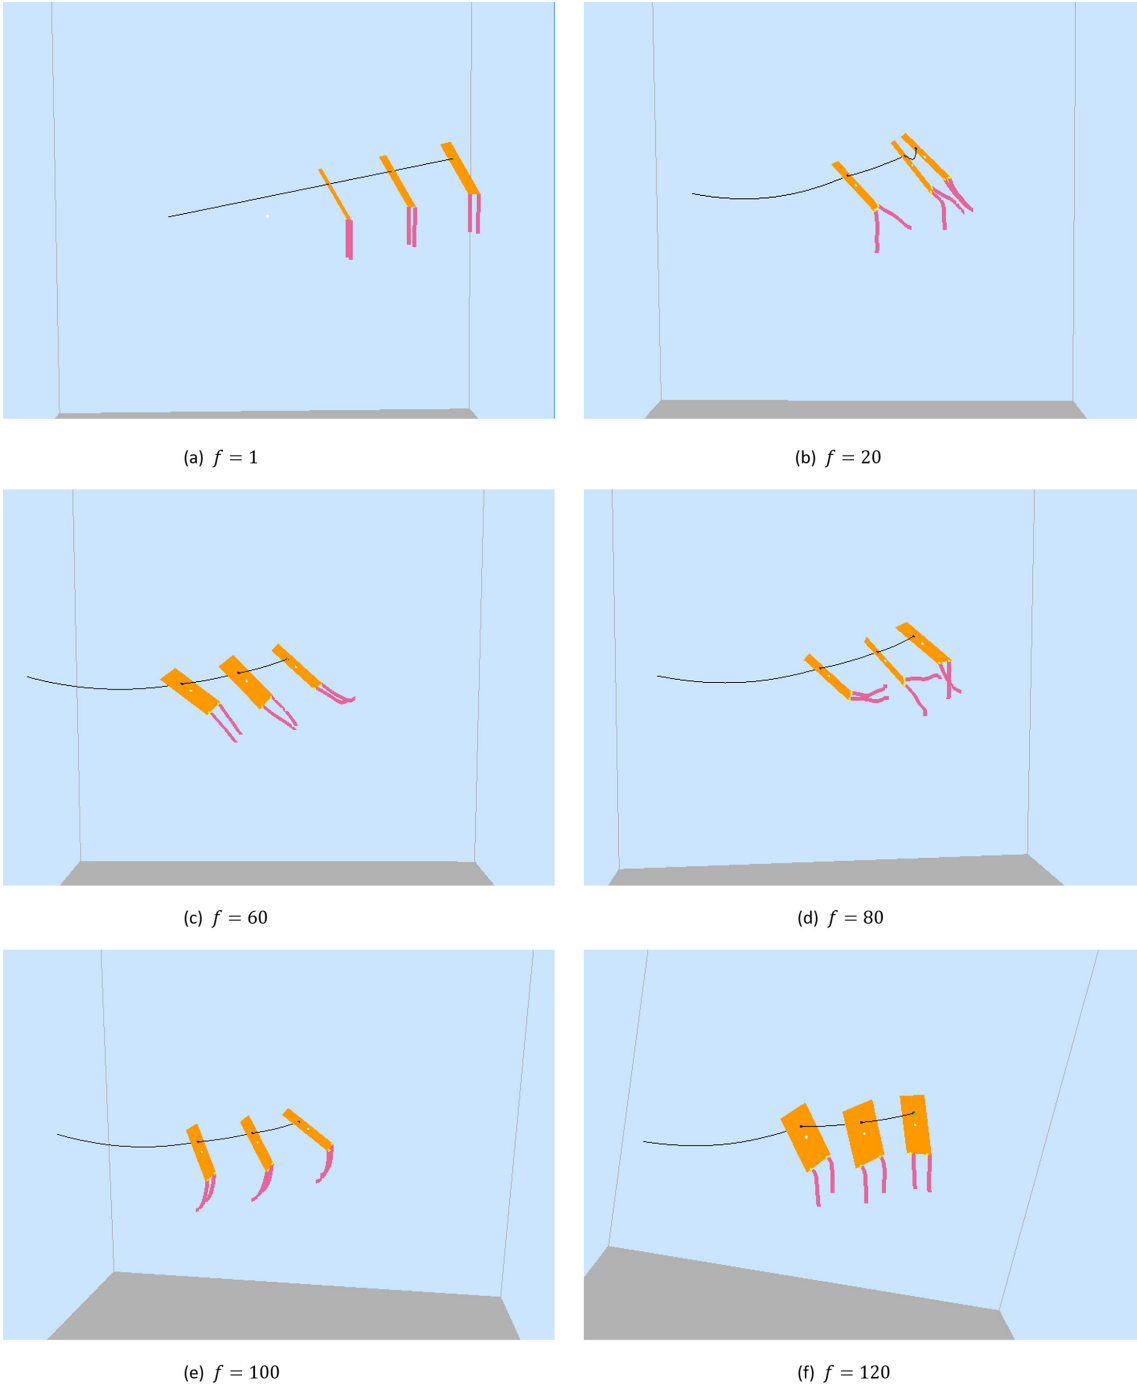 (a) f = 1
(b) f = 20
(c) f = 60
(d) f = 80
(e) f = 100
(f) f = 120